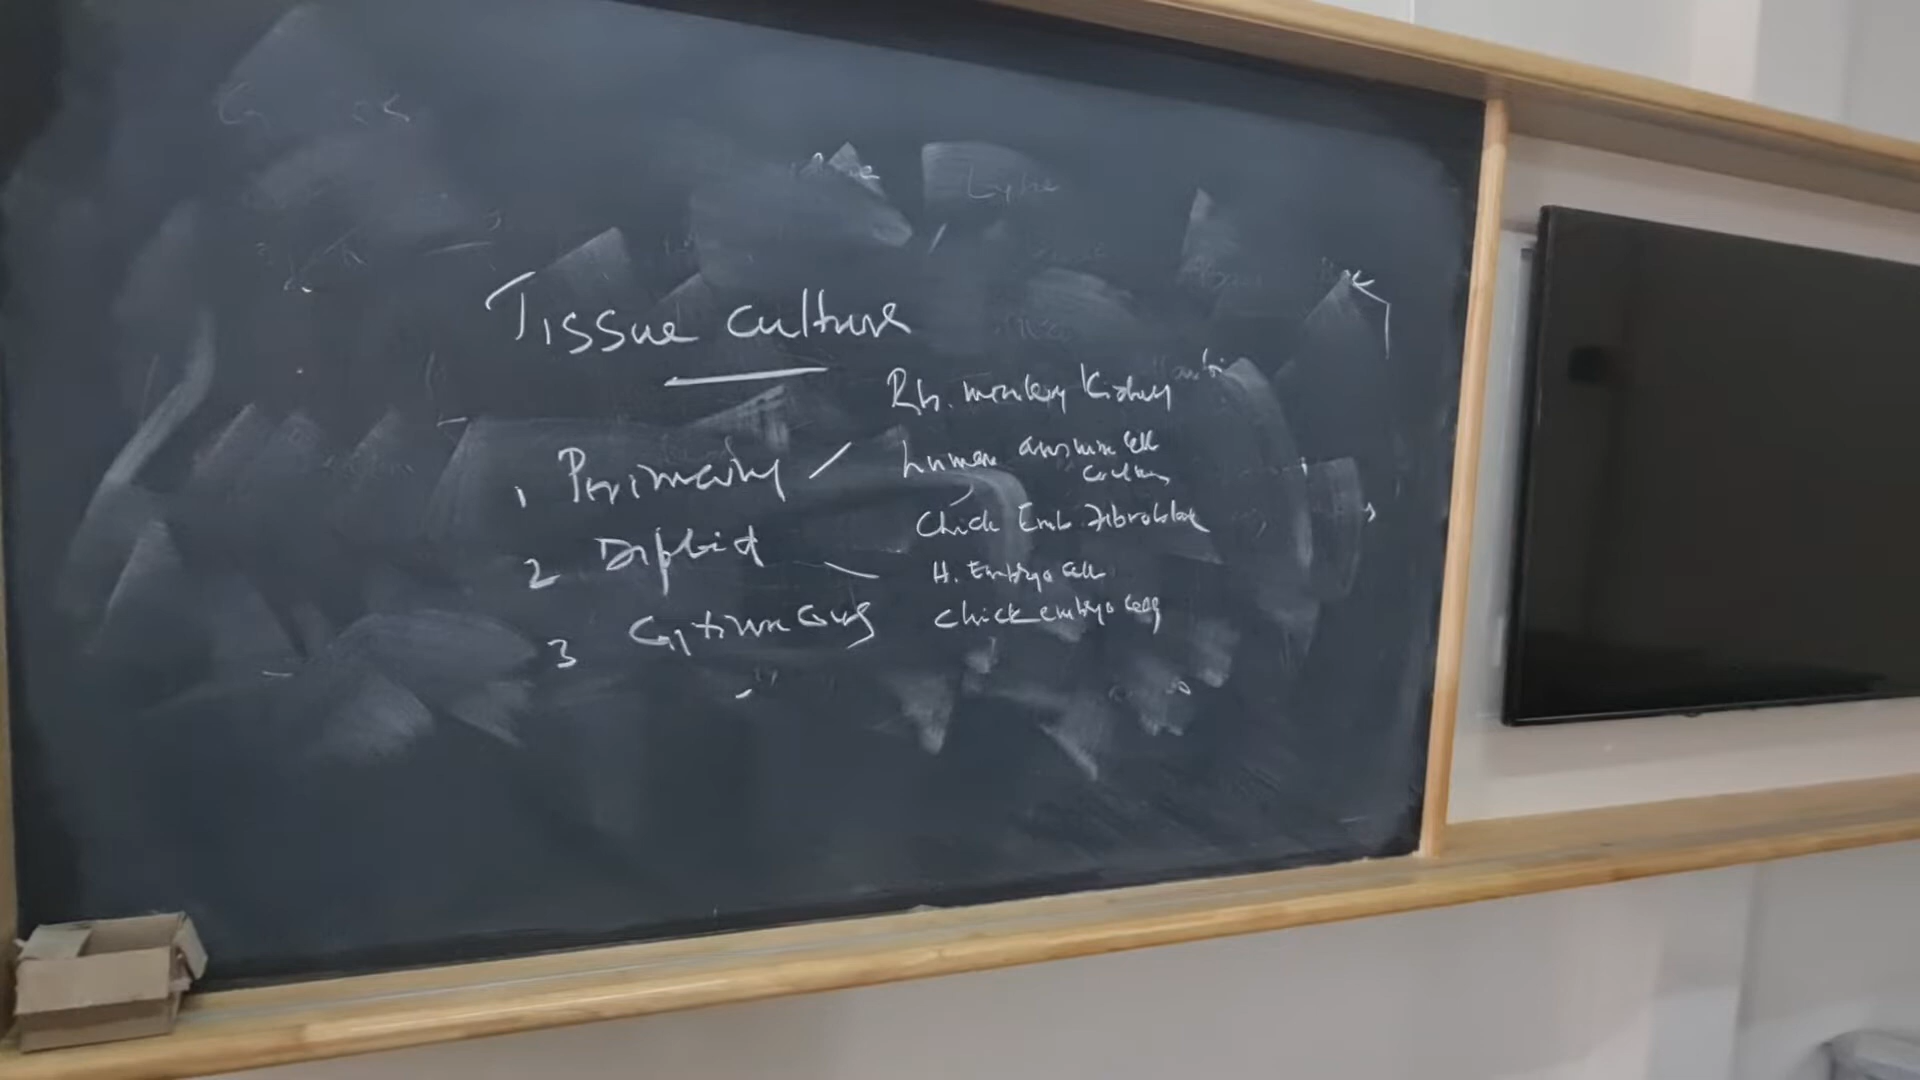 Tissue culture
Rh. monkey Kidney
1 Primary
human amnion cell
culture
Chick Emb. Fibroblast
2 Diploid
H. Embryo cell
3 Continuous
Chick embryo cell